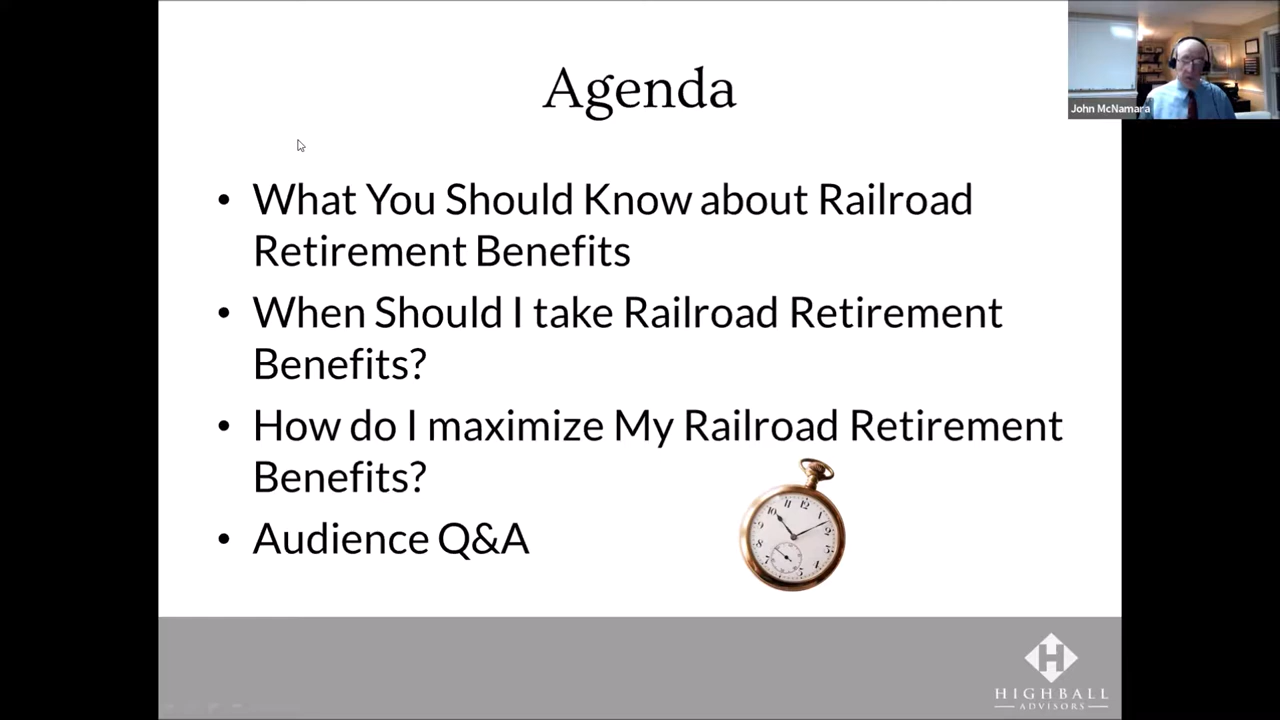 Agenda
John McNamara
• What You Should Know about Railroad
Retirement Benefits
• When Should I take Railroad Retirement
Benefits?
• How do I maximize My Railroad Retirement
Benefits?
• Audience Q&A
H
HIGHBALL
ADVISORS